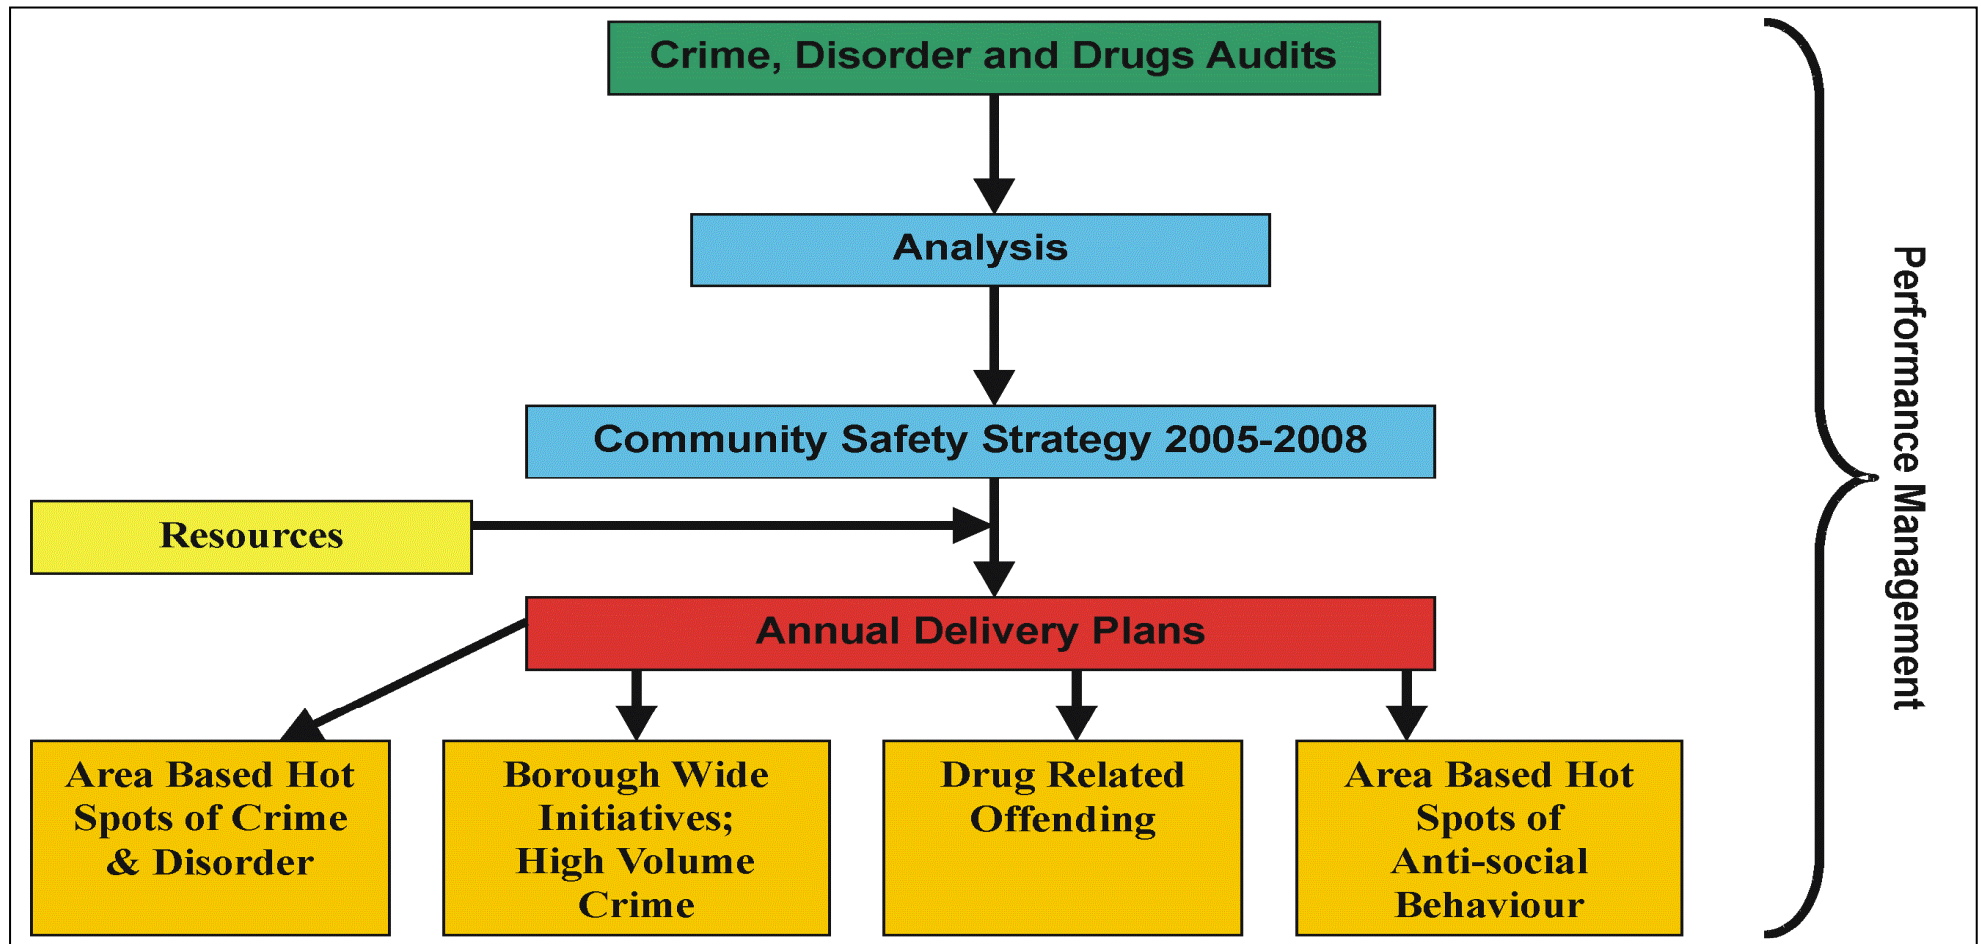 Crime, Disorder and Drugs Audits
Analysis
Community Safety Strategy 2005-2008
Resources
Annual Delivery Plans
Area Based Hot
Spots of Crime
& Disorder
Borough Wide
Initiatives;
High Volume
Crime
Drug Related
Offending
Area Based Hot
Spots of
Anti-social
Behaviour
Performance Management